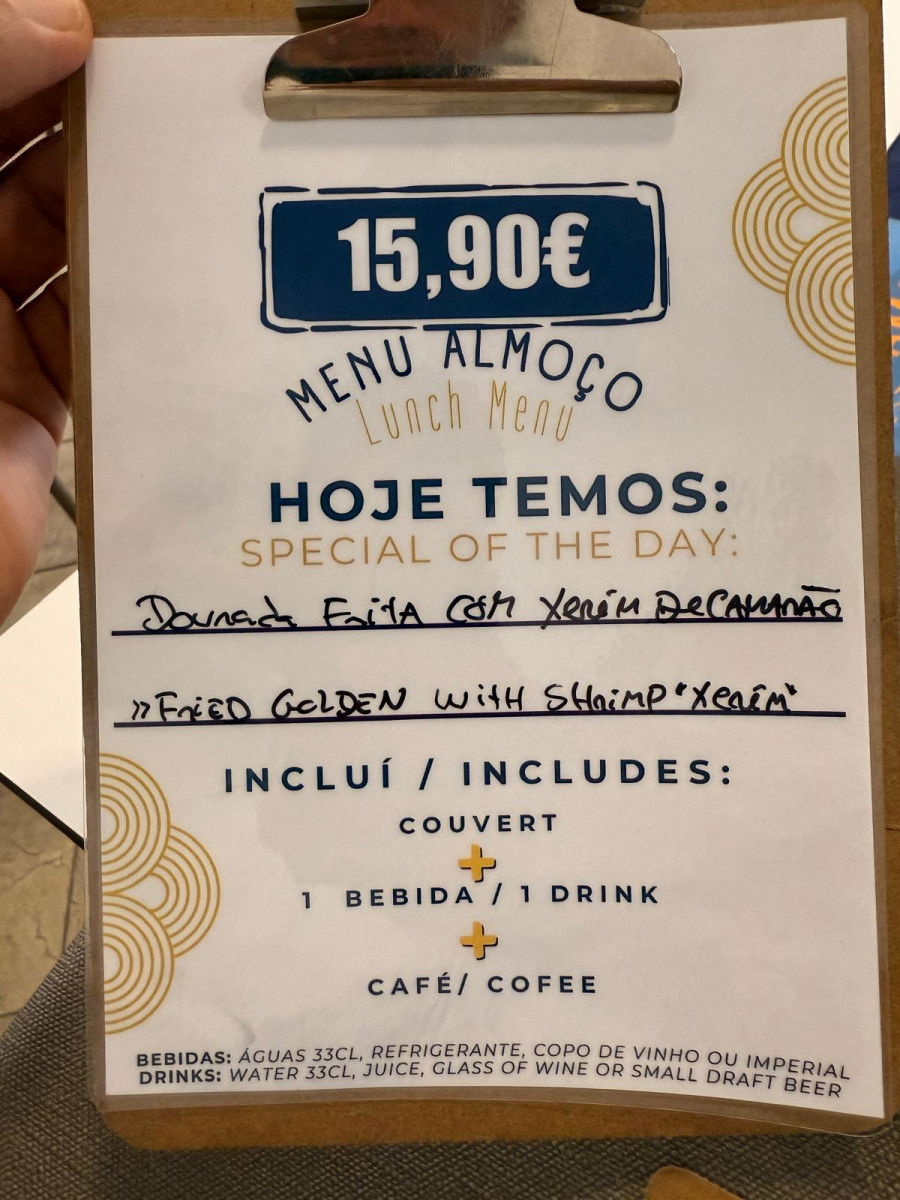 15,90€
MENU ALMOÇO
Lunch Menu
HOJE TEMOS:
SPECIAL OF THE DAY:
Dourada Frita com Xerém De Camarão
>> FRiED GOLDEN WiTH SHRiMP "Xerém"
INCLUÍ / INCLUDES:
COUVERT
+
1 BEBIDA / 1 DRINK
+
CAFÉ/ COFEE
BEBIDAS: ÁGUAS 33CL, REFRIGERANTE, COPO DE VINHO OU IMPERIAL
DRINKS: WATER 33CL, JUICE, GLASS OF WINE OR SMALL DRAFT BEER